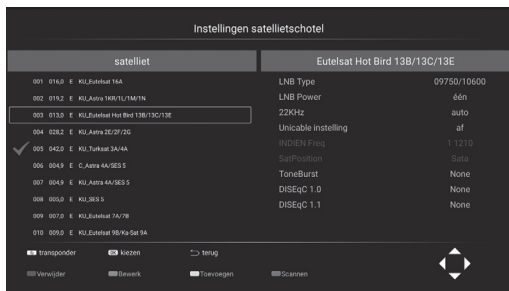 Instellingen satellietschotel
satelliet
001 016,0 E KU_Eutelsat 16A
002 019,2 E KU_Astra 1KR/1L/1M/1N
003 013,0 E KU_Eutelsat Hot Bird 13B/13C/13E
004 028,2 E KU_Astra 2E/2F/2G
005 042,0 E KU_Turksat 3A/4A
006 004,9 E C_Astra 4A/SES 5
007 004,9 E KU_Astra 4A/SES 5
008 005,0 E KU_SES 5
009 007,0 E KU_Eutelsat 7A/7B
010 009,0 E KU_Eutelsat 9B/Ka-Sat 9A
Eutelsat Hot Bird 13B/13C/13E
LNB Type 09750/10600
LNB Power één
22KHz auto
Unicable instelling af
INDIEN Freq 1 1210
SatPosition Sata
ToneBurst None
DISEqC 1.0 None
DISEqC 1.1 None
transponder OK kiezen terug
Verwijder Bewerk Toevoegen Scannen